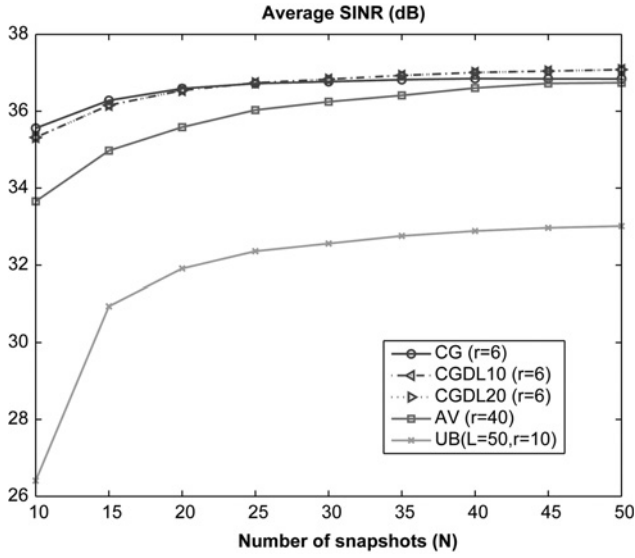 Average SINR (dB)
38
36
34
32
30
28
26
10
15
20
25
30
35
40
45
50
Number of snapshots (N)
CG (r=6)
CGDL10 (r=6)
CGDL20 (r=6)
AV (r=40)
UB(L=50,r=10)